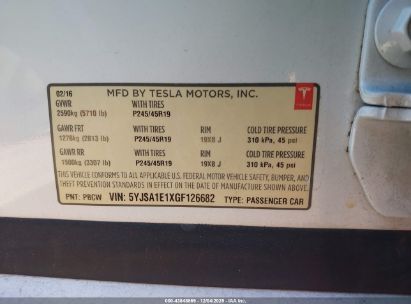 02/16 MFD BY TESLA MOTORS, INC.
GVWR WITH TIRES
2590kg (5710 lb) P245/45R19
GAWR FRT WITH TIRES RIM COLD TIRE PRESSURE
1276kg (2813 lb) P245/45R19 19X8 J 310 kPa, 45 psi
GAWR RR WITH TIRES RIM COLD TIRE PRESSURE
1500kg (3307 lb) P245/45R19 19X8 J 310 kPa, 45 psi
THIS VEHICLE CONFORMS TO ALL APPLICABLE U.S. FEDERAL MOTOR VEHICLE SAFETY, BUMPER, AND
THEFT PREVENTION STANDARDS IN EFFECT ON THE DATE OF MANUFACTURE SHOWN ABOVE.
PNT: PBCW VIN: 5YJSA1E1XGF126682 TYPE: PASSENGER CAR